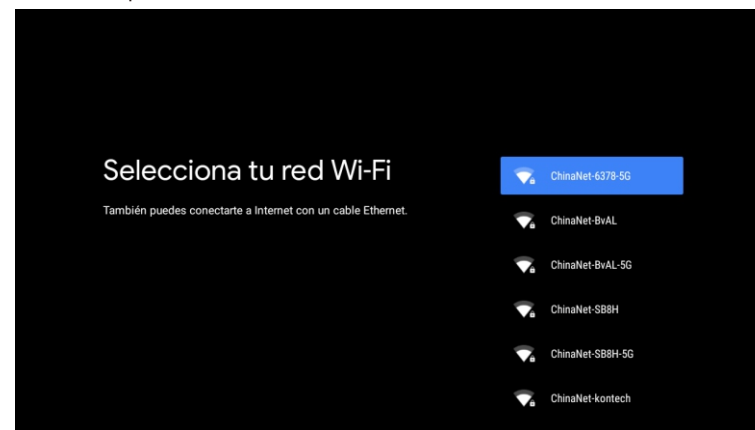 Selecciona tu red Wi-Fi
También puedes conectarte a Internet con un cable Ethernet.
ChinaNet-6378-5G
ChinaNet-BvAL
ChinaNet-BvAL-5G
ChinaNet-SB8H
ChinaNet-SB8H-5G
ChinaNet-kontech